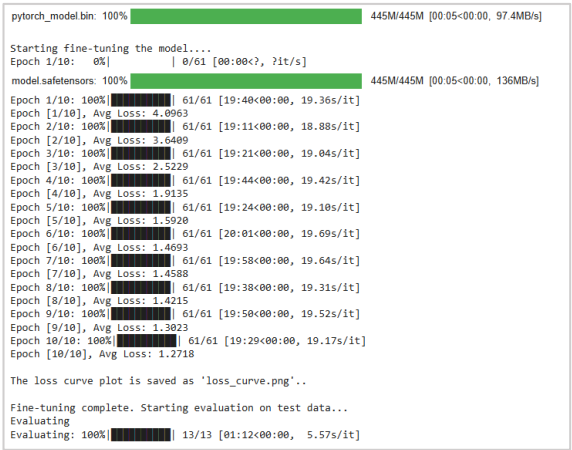 pytorch_model.bin: 100% 445M/445M [00:05<00:00, 97.4MB/s]
Starting fine-tuning the model....
Epoch 1/10: 0%| | 0/61 [00:00<?, ?it/s]
model.safetensors: 100% 445M/445M [00:05<00:00, 136MB/s]
Epoch 1/10: 100%|██████████| 61/61 [19:40<00:00, 19.36s/it]
Epoch [1/10], Avg Loss: 4.0963
Epoch 2/10: 100%|██████████| 61/61 [19:11<00:00, 18.88s/it]
Epoch [2/10], Avg Loss: 3.6409
Epoch 3/10: 100%|██████████| 61/61 [19:21<00:00, 19.04s/it]
Epoch [3/10], Avg Loss: 2.5229
Epoch 4/10: 100%|██████████| 61/61 [19:44<00:00, 19.42s/it]
Epoch [4/10], Avg Loss: 1.9135
Epoch 5/10: 100%|██████████| 61/61 [19:24<00:00, 19.10s/it]
Epoch [5/10], Avg Loss: 1.5920
Epoch 6/10: 100%|██████████| 61/61 [20:01<00:00, 19.69s/it]
Epoch [6/10], Avg Loss: 1.4693
Epoch 7/10: 100%|██████████| 61/61 [19:58<00:00, 19.64s/it]
Epoch [7/10], Avg Loss: 1.4588
Epoch 8/10: 100%|██████████| 61/61 [19:38<00:00, 19.31s/it]
Epoch [8/10], Avg Loss: 1.4215
Epoch 9/10: 100%|██████████| 61/61 [19:50<00:00, 19.52s/it]
Epoch [9/10], Avg Loss: 1.3023
Epoch 10/10: 100%|██████████| 61/61 [19:29<00:00, 19.17s/it]
Epoch [10/10], Avg Loss: 1.2718
The loss curve plot is saved as 'loss_curve.png'..
Fine-tuning complete. Starting evaluation on test data...
Evaluating
Evaluating: 100%|██████████| 13/13 [01:12<00:00, 5.57s/it]